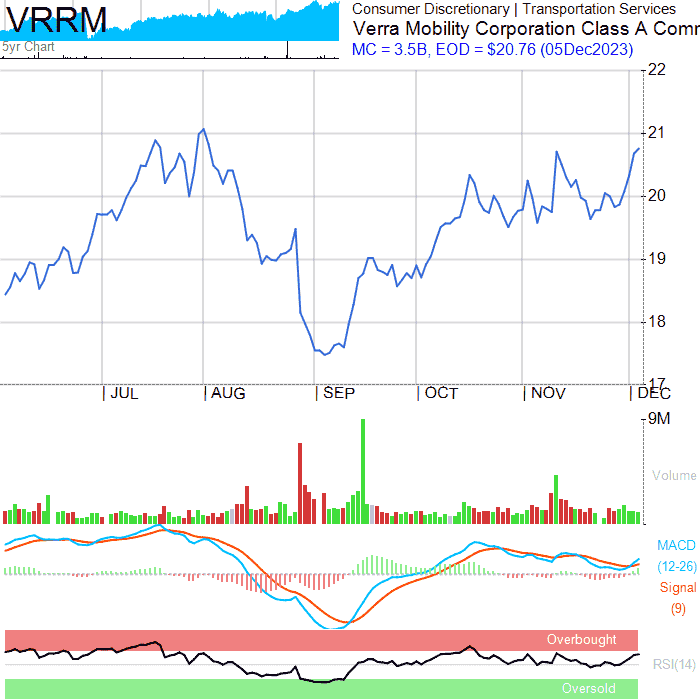 VRRM
5yr Chart
Consumer Discretionary | Transportation Services
Verra Mobility Corporation Class A Comm
MC = 3.5B, EOD = $20.76 (05Dec2023)
22
21
20
19
18
17
| JUL | AUG | SEP | OCT | NOV | DEC
9M
Volume
MACD
(12-26)
Signal
(9)
Overbought
RSI(14)
Oversold